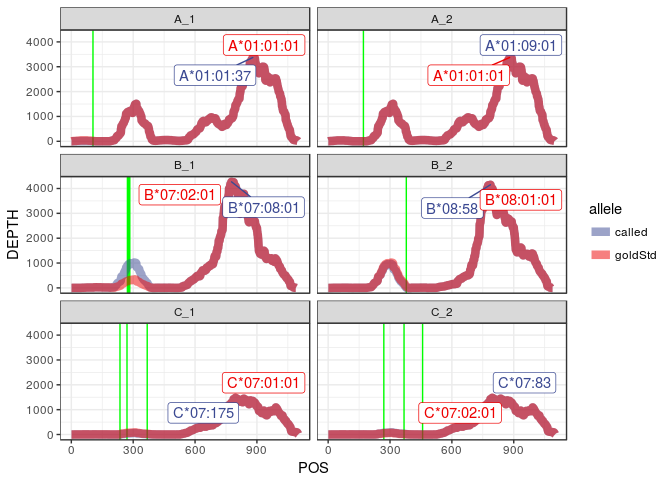 A_1
A_2
4000
3000
2000
1000
0
A*01:01:01
A*01:01:37
A*01:09:01
A*01:01:01
B_1
B_2
4000
3000
2000
1000
0
B*07:02:01
B*07:08:01
B*08:58
B*08:01:01
DEPTH
allele
called
goldStd
C_1
C_2
4000
3000
2000
1000
0
C*07:01:01
C*07:175
C*07:83
C*07:02:01
0
300
600
900
0
300
600
900
POS